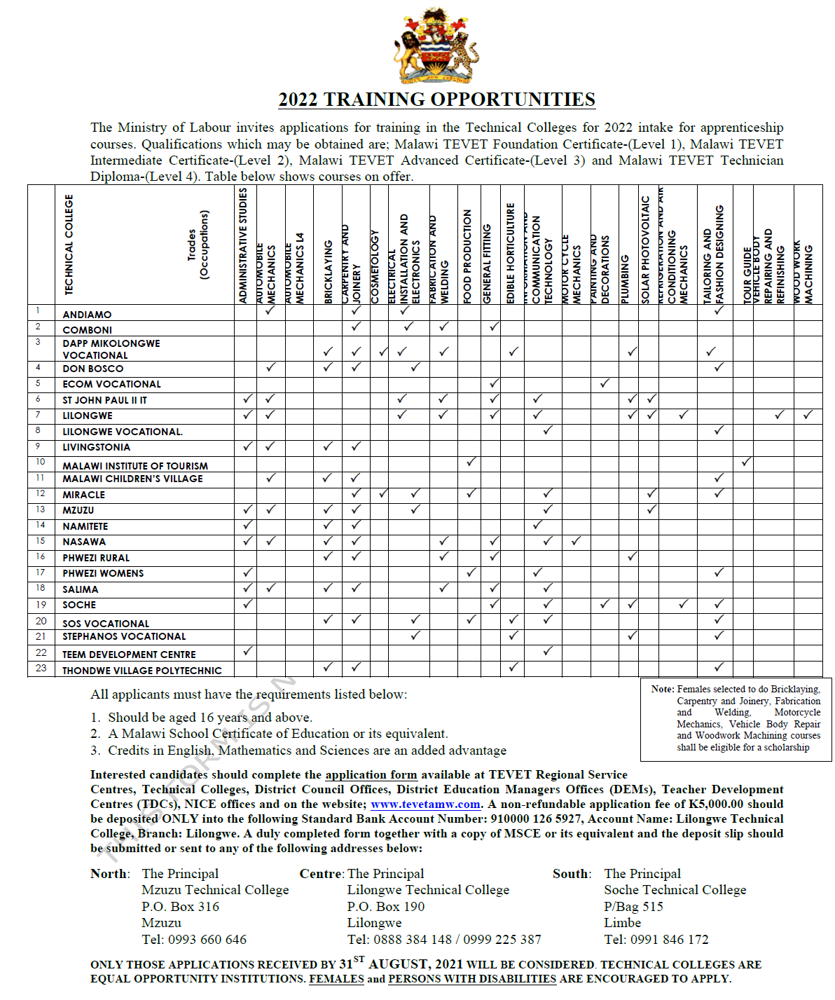 2022 TRAINING OPPORTUNITIES
The Ministry of Labour invites applications for training in the Technical Colleges for 2022 intake for apprenticeship
courses. Qualifications which may be obtained are; Malawi TEVET Foundation Certificate-(Level 1), Malawi TEVET
Intermediate Certificate-(Level 2), Malawi TEVET Advanced Certificate-(Level 3) and Malawi TEVET Technician
Diploma-(Level 4). Table below shows courses on offer.
TECHNICAL COLLEGE
Trades
(Occupations)
ADMINISTRATIVE STUDIES
AUTOMOBILE
MECHANICS
AUTOMOBILE
MECHANICS L4
BRICKLAYING
CARPENTRY AND
JOINERY
COSMETOLOGY
ELECTRICAL
INSTALLATION AND
ELECTRONICS
FABRICATION AND
WELDING
FOOD PRODUCTION
GENERAL FITTING
EDIBLE HORTICULTURE
INFORMATION AND
COMMUNICATION
TECHNOLOGY
MOTOR CYCLE
MECHANICS
PAINTING AND
DECORATIONS
PLUMBING
SOLAR PHOTOVOLTAIC
REFRIGERATION AND AIR
CONDITIONING
MECHANICS
TAILORING AND
FASHION DESIGNING
TOUR GUIDE
VEHICLE BODY
REPAIRING AND
REFINISHING
WOOD WORK
MACHINING
1 ANDIAMO ✓ ✓ ✓ ✓
2 COMBONI ✓ ✓ ✓ ✓
3 DAPP MIKOLONGWE
VOCATIONAL ✓ ✓ ✓ ✓ ✓ ✓ ✓ ✓
4 DON BOSCO ✓ ✓ ✓ ✓ ✓
5 ECOM VOCATIONAL ✓ ✓
6 ST JOHN PAUL II IT ✓ ✓ ✓ ✓ ✓ ✓ ✓ ✓
7 LILONGWE ✓ ✓ ✓ ✓ ✓ ✓ ✓ ✓ ✓ ✓ ✓
8 LILONGWE VOCATIONAL. ✓ ✓
9 LIVINGSTONIA ✓ ✓ ✓ ✓
10 MALAWI INSTITUTE OF TOURISM ✓ ✓
11 MALAWI CHILDREN'S VILLAGE ✓ ✓ ✓ ✓
12 MIRACLE ✓ ✓ ✓ ✓ ✓ ✓ ✓
13 MZUZU ✓ ✓ ✓ ✓ ✓ ✓ ✓
14 NAMITETE ✓ ✓ ✓ ✓
15 NASAWA ✓ ✓ ✓ ✓ ✓ ✓ ✓ ✓
16 PHWEZI RURAL ✓ ✓ ✓ ✓ ✓
17 PHWEZI WOMENS ✓ ✓ ✓ ✓
18 SALIMA ✓ ✓ ✓ ✓ ✓ ✓ ✓
19 SOCHE ✓ ✓ ✓ ✓ ✓ ✓ ✓
20 SOS VOCATIONAL ✓ ✓ ✓ ✓ ✓ ✓ ✓
21 STEPHANOS VOCATIONAL ✓ ✓ ✓ ✓
22 TEEM DEVELOPMENT CENTRE ✓ ✓
23 THONDWE VILLAGE POLYTECHNIC ✓ ✓ ✓ ✓
Note: Females selected to do Bricklaying,
Carpentry and Joinery, Fabrication
and Welding, Motorcycle
Mechanics, Vehicle Body Repair
and Woodwork Machining courses
shall be eligible for a scholarship
All applicants must have the requirements listed below:
1. Should be aged 16 years and above.
2. A Malawi School Certificate of Education or its equivalent.
3. Credits in English, Mathematics and Sciences are an added advantage
THIS FORM IS N
Interested candidates should complete the application form available at TEVET Regional Service
Centres, Technical Colleges, District Council Offices, District Education Managers Offices (DEMs), Teacher Development
Centres (TDCs), NICE offices and on the website; www.tevetamw.com. A non-refundable application fee of K5,000.00 should
be deposited ONLY into the following Standard Bank Account Number: 910000 126 5927, Account Name: Lilongwe Technical
College, Branch: Lilongwe. A duly completed form together with a copy of MSCE or its equivalent and the deposit slip should
be submitted or sent to any of the following addresses below:
North: The Principal
Mzuzu Technical College
P.O. Box 316
Mzuzu
Tel: 0993 660 646
Centre: The Principal
Lilongwe Technical College
P.O. Box 190
Lilongwe
Tel: 0888 384 148 / 0999 225 387
South: The Principal
Soche Technical College
P/Bag 515
Limbe
Tel: 0991 846 172
ONLY THOSE APPLICATIONS RECEIVED BY 31ST AUGUST, 2021 WILL BE CONSIDERED. TECHNICAL COLLEGES ARE
EQUAL OPPORTUNITY INSTITUTIONS. FEMALES and PERSONS WITH DISABILITIES ARE ENCOURAGED TO APPLY.